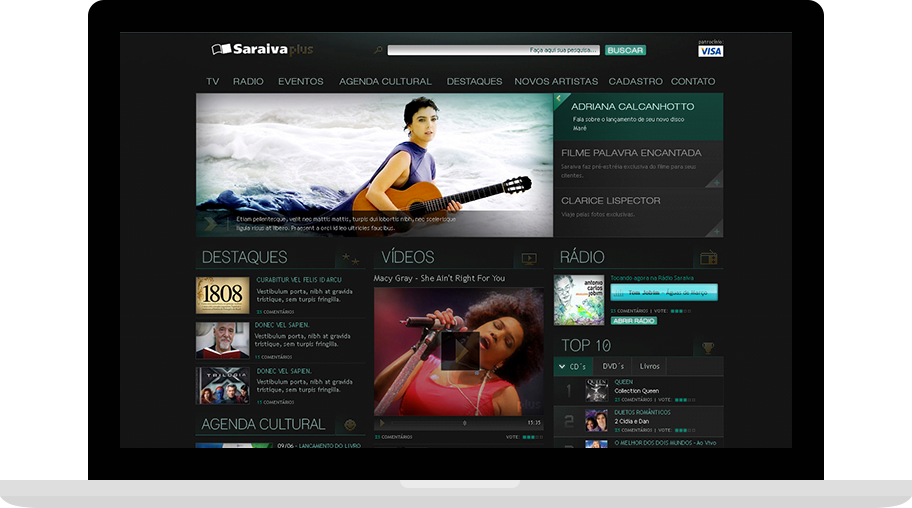 Saraiva plus
Faça aqui sua pesquisa...
BUSCAR
patrocínio:
VISA
TV RADIO EVENTOS AGENDA CULTURAL DESTAQUES NOVOS ARTISTAS CADASTRO CONTATO
ADRIANA CALCANHOTTO
Fala sobre o lançamento de seu novo disco
Maré
FILME PALAVRA ENCANTADA
Saraiva faz pré-estréia exclusiva do filme para seus
clientes.
CLARICE LISPECTOR
Viaje pelas fotos exclusivas.
Etiam pellentesque, velit nec mattis mattis, turpis dui lobortis nibh, nec scelerisque
ligula risus at libero. Praesent a orci id leo ultricies faucibus.
DESTAQUES
1808
CURABITUR VEL FELIS ID ARCU
Vestibulum porta, nibh at gravida
tristique, sem turpis fringilla.
23 COMENTÁRIOS
DONEC VEL SAPIEN.
Vestibulum porta, nibh at gravida
tristique, sem turpis fringilla.
11 COMENTÁRIOS
TRILOGIA
DONEC VEL SAPIEN.
Vestibulum porta, nibh at gravida
tristique, sem turpis fringilla.
11 COMENTÁRIOS
AGENDA CULTURAL
09/06 - LANÇAMENTO DO LIVRO
VÍDEOS
Macy Gray - She Ain't Right For You
15:35
23 COMENTÁRIOS
VOTE:
RÁDIO
antonio
carlos
jobim
Tocando agora na Rádio Saraiva
Tom Jobim - Águas de Março
23 COMENTÁRIOS | VOTE:
ABRIR RÁDIO
TOP 10
CD´s DVD´s Livros
1
QUEEN
QUEEN
Collection Queen
23 COMENTÁRIOS | VOTE:
2
DUETOS ROMÂNTICOS
2 Cidia e Dan
23 COMENTÁRIOS | VOTE:
O MELHOR DOS DOIS MUNDOS - Ao Vivo